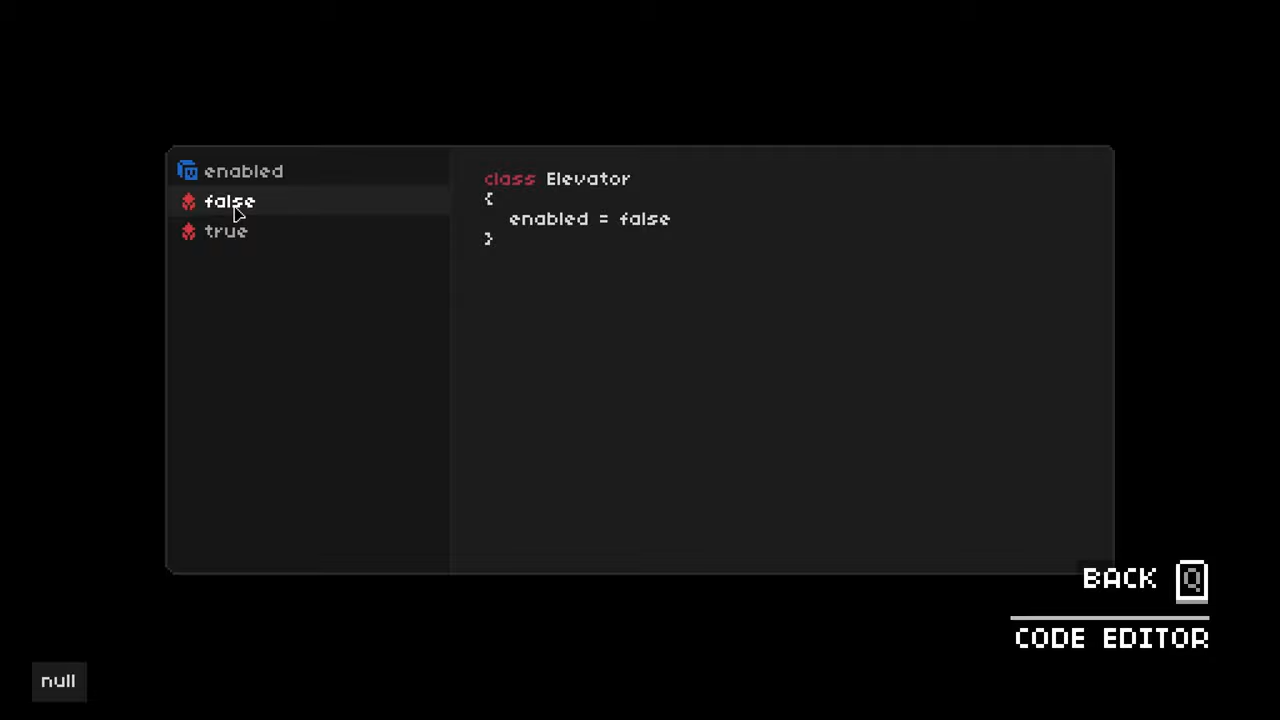 enabled
false
true
class Elevator
{
enabled = false
}
BACK Q
CODE EDITOR
null